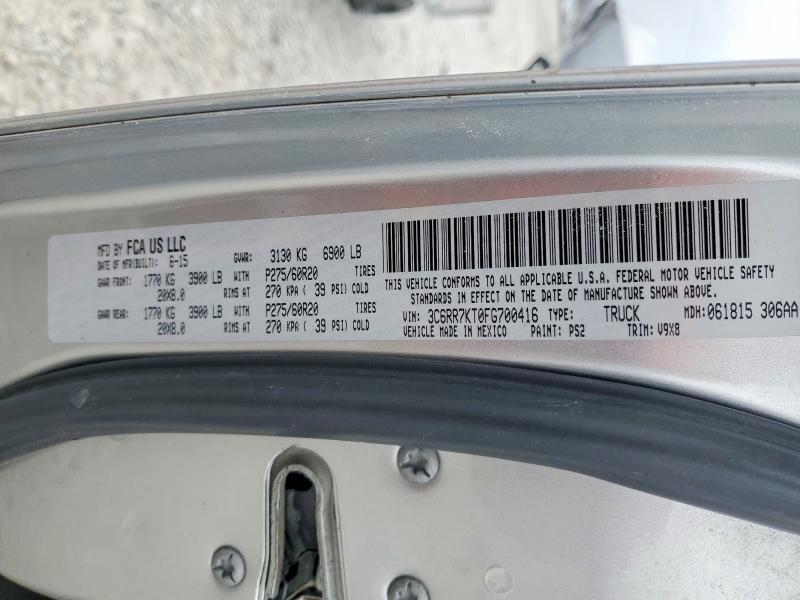 MFD BY FCA US LLC
DATE OF MFR(BUILT): 6-15 GVWR: 3130 KG 6900 LB
GAWR FRONT: 1770 KG 3900 LB WITH P275/60R20 TIRES
20X8.0 RIMS AT 270 KPA ( 39 PSI) COLD
GAWR REAR: 1770 KG 3900 LB WITH P275/60R20 TIRES
20X8.0 RIMS AT 270 KPA ( 39 PSI) COLD
THIS VEHICLE CONFORMS TO ALL APPLICABLE U.S.A. FEDERAL MOTOR VEHICLE SAFETY
STANDARDS IN EFFECT ON THE DATE OF MANUFACTURE SHOWN ABOVE.
VIN: 3C6RR7KT0FG700416 TYPE: TRUCK MDH: 061815 306AA
VEHICLE MADE IN MEXICO PAINT: PS2 TRIM: V9X8